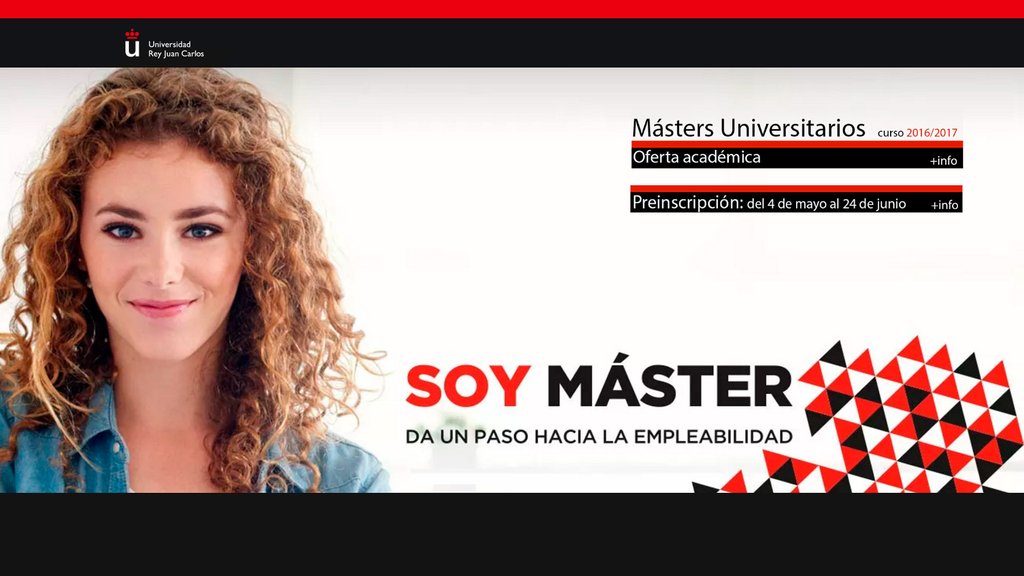 Universidad
Rey Juan Carlos
Másters Universitarios curso 2016/2017
Oferta académica +info
Preinscripción: del 4 de mayo al 24 de junio +info
SOY MÁSTER
DA UN PASO HACIA LA EMPLEABILIDAD